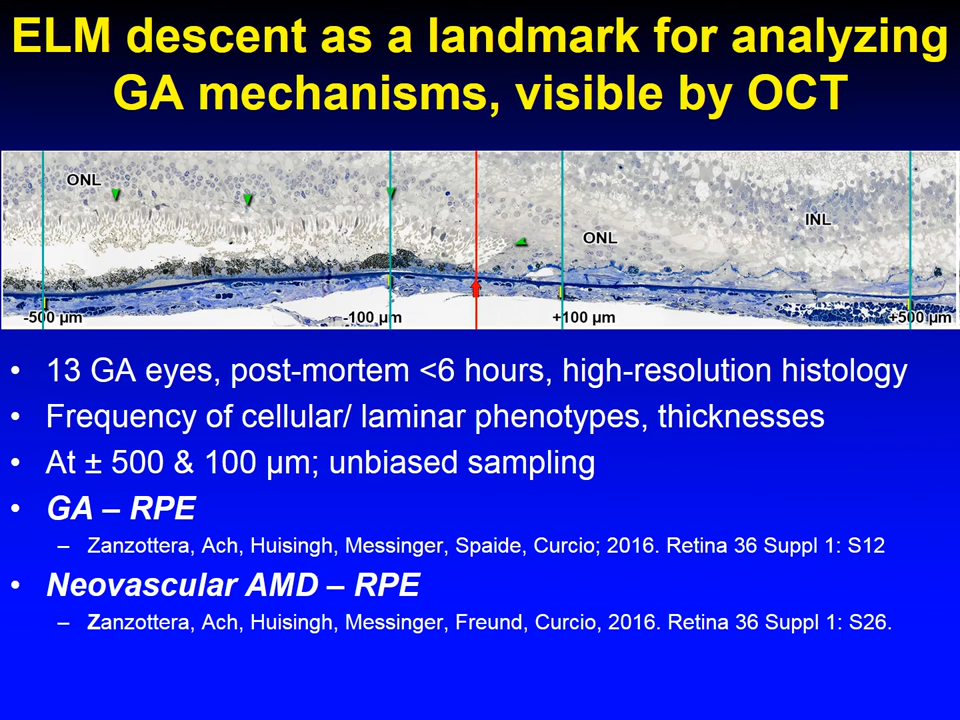 ELM descent as a landmark for analyzing
GA mechanisms, visible by OCT
ONL
ONL
INL
-500 µm
-100 µm
+100 µm
+500 µm
• 13 GA eyes, post-mortem <6 hours, high-resolution histology
• Frequency of cellular/ laminar phenotypes, thicknesses
• At ± 500 & 100 µm; unbiased sampling
• GA – RPE
– Zanzottera, Ach, Huisingh, Messinger, Spaide, Curcio; 2016. Retina 36 Suppl 1: S12
• Neovascular AMD – RPE
– Zanzottera, Ach, Huisingh, Messinger, Freund, Curcio, 2016. Retina 36 Suppl 1: S26.